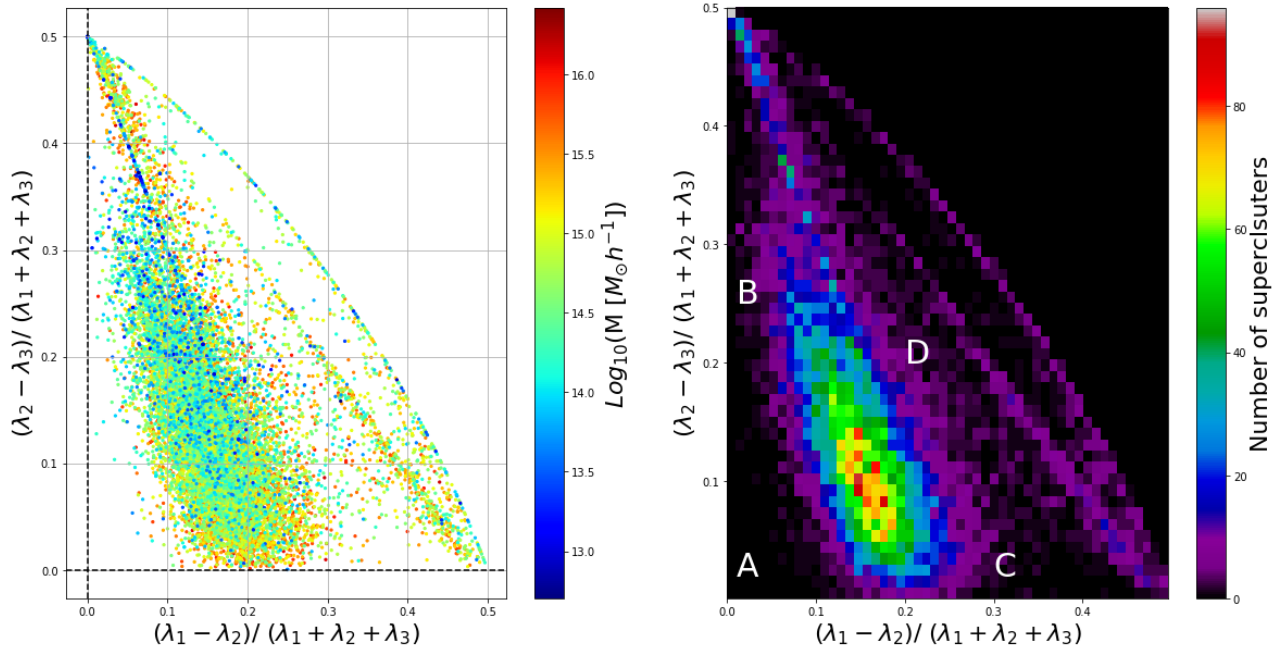 0.5
0.4
0.3
0.2
0.1
0.0
(λ₂ − λ₃)/ (λ₁ + λ₂ + λ₃)
0.0 0.1 0.2 0.3 0.4 0.5
(λ₁ − λ₂)/ (λ₁ + λ₂ + λ₃)
16.0
15.5
15.0
14.5
14.0
13.5
13.0
Log₁₀(M [M⊙h⁻¹])
0.5
0.4
0.3
0.2
0.1
(λ₂ − λ₃)/ (λ₁ + λ₂ + λ₃)
B
D
A
C
0.0 0.1 0.2 0.3 0.4
(λ₁ − λ₂)/ (λ₁ + λ₂ + λ₃)
80
60
40
20
0
Number of superclsuters